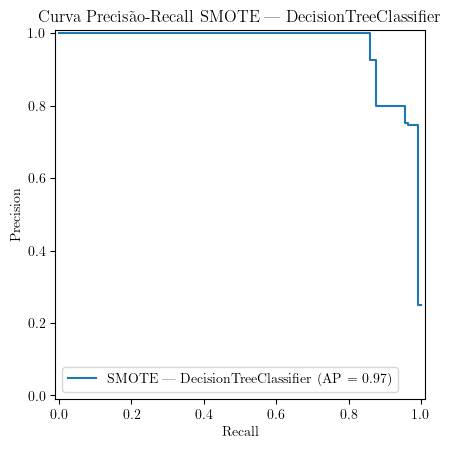 Curva Precisão-Recall SMOTE — DecisionTreeClassifier
1.0
0.8
0.6
0.4
0.2
0.0
Precision
SMOTE — DecisionTreeClassifier (AP = 0.97)
0.0 0.2 0.4 0.6 0.8 1.0
Recall